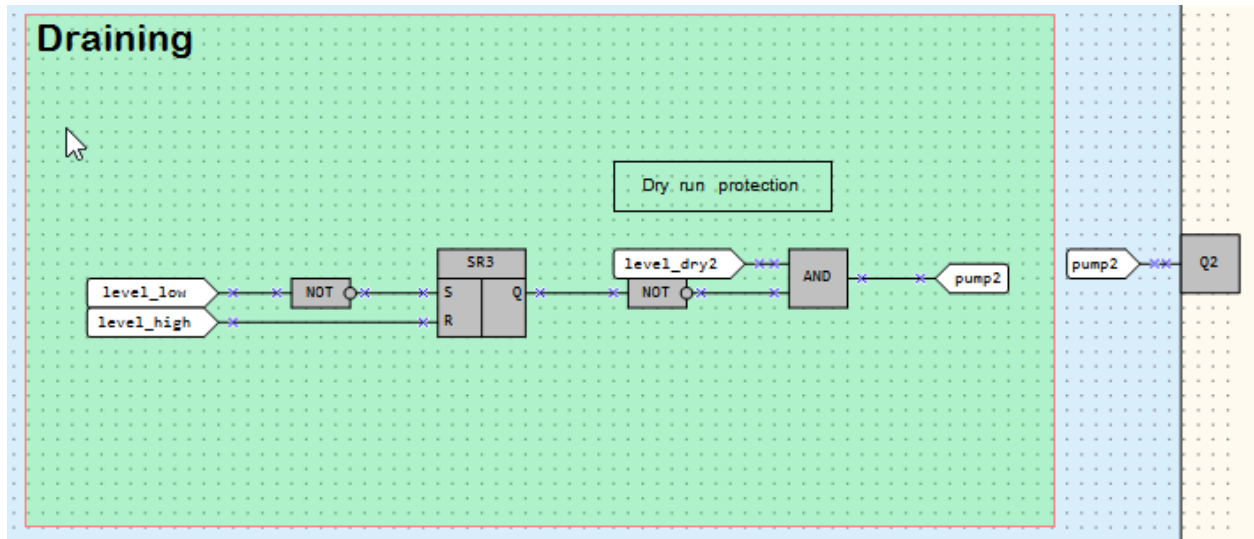 Draining
Dry run protection
SR3
level_dry2
AND
pump2
Q2
level_low
NOT
S
Q
NOT
pump2
level_high
R